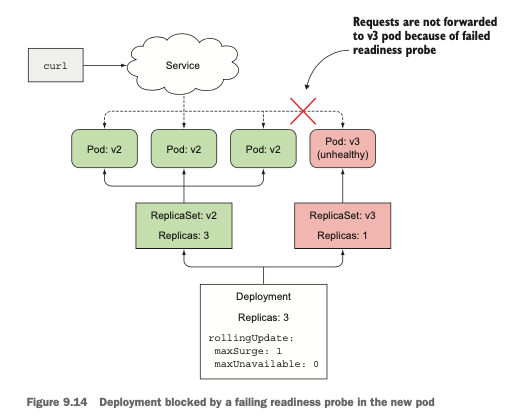 Requests are not forwarded
to v3 pod because of failed
readiness probe
curl
Service
Pod: v2
Pod: v2
Pod: v2
Pod: v3
(unhealthy)
ReplicaSet: v2
Replicas: 3
ReplicaSet: v3
Replicas: 1
Deployment
Replicas: 3
rollingUpdate:
maxSurge: 1
maxUnavailable: 0
Figure 9.14 Deployment blocked by a failing readiness probe in the new pod